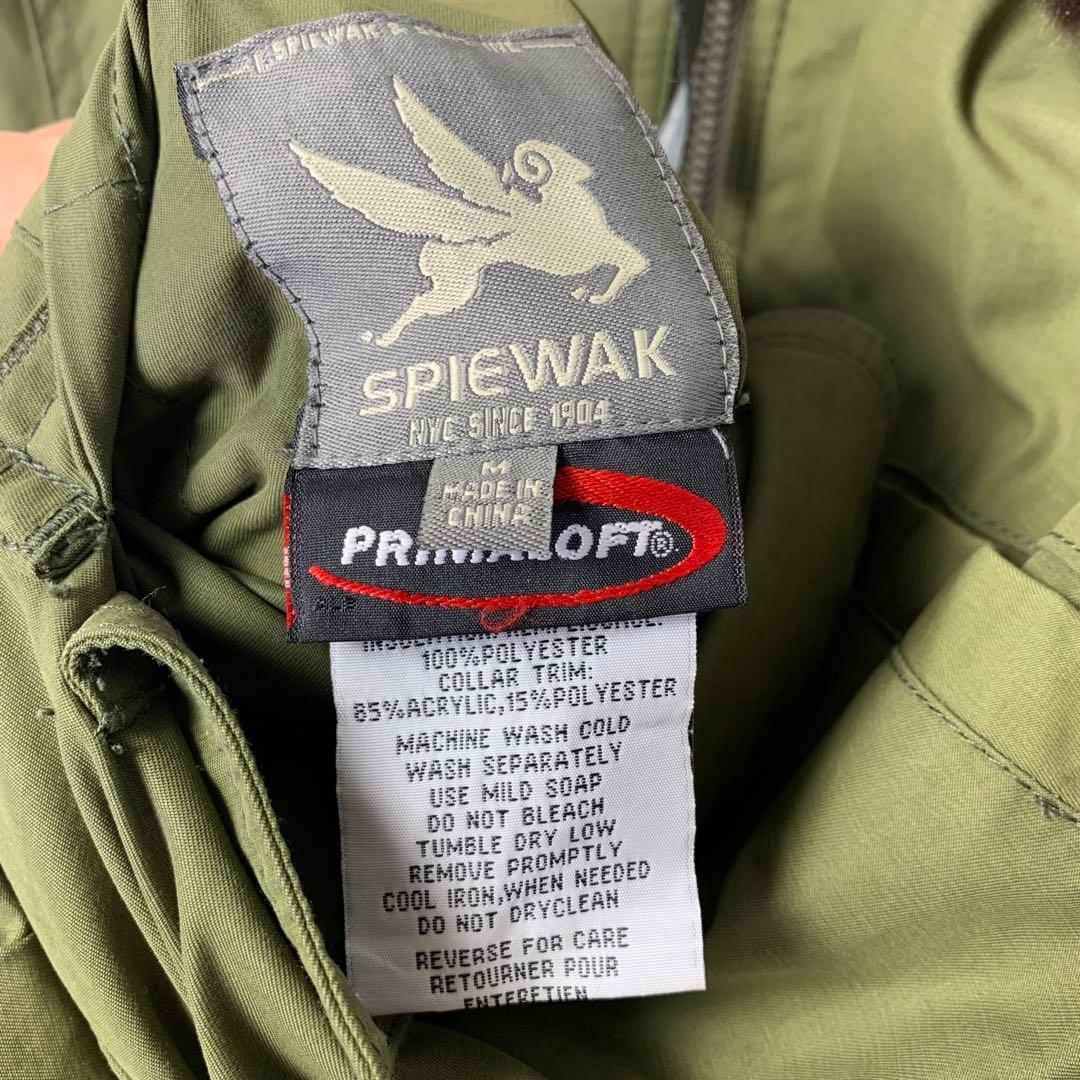 I. SPIEWAK &
SPIEWAK
NYC SINCE 1904
M
MADE IN
CHINA
PRIMALOFT®
100%POLYESTER
COLLAR TRIM:
85%ACRYLIC,15%POLYESTER
MACHINE WASH COLD
WASH SEPARATELY
USE MILD SOAP
DO NOT BLEACH
TUMBLE DRY LOW
REMOVE PROMPTLY
COOL IRON,WHEN NEEDED
DO NOT DRYCLEAN
REVERSE FOR CARE
RETOURNER POUR
ENTERETIEN